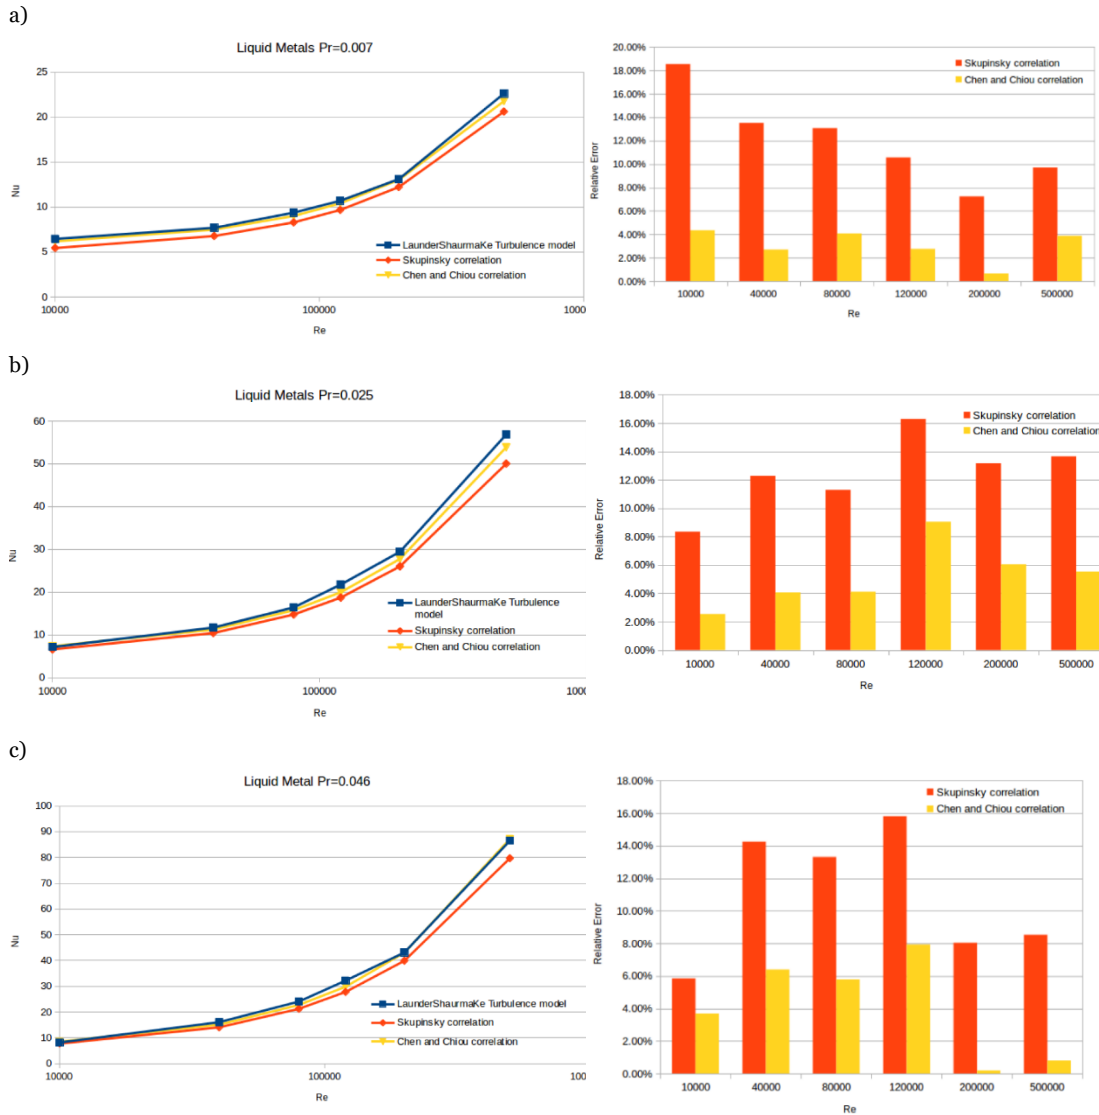 a)
Liquid Metals Pr=0.007
25
20
15
10
5
0
Nu
10000
100000
1000
Re
LaunderShaurmaKe Turbulence model
Skupinsky correlation
Chen and Chiou correlation
20.00%
18.00%
16.00%
14.00%
12.00%
10.00%
8.00%
6.00%
4.00%
2.00%
0.00%
Relative Error
Skupinsky correlation
Chen and Chiou correlation
10000 40000 80000 120000 200000 500000
Re
b)
Liquid Metals Pr=0.025
60
50
40
30
20
10
0
Nu
10000
100000
1000
Re
LaunderShaurmaKe Turbulence
model
Skupinsky correlation
Chen and Chiou correlation
18.00%
16.00%
14.00%
12.00%
10.00%
8.00%
6.00%
4.00%
2.00%
0.00%
Relative Error
Skupinsky correlation
Chen and Chiou correlation
10000 40000 80000 120000 200000 500000
Re
c)
Liquid Metal Pr=0.046
100
90
80
70
60
50
40
30
20
10
0
Nu
10000
100000
1000
Re
LaunderShaurmaKe Turbulence model
Skupinsky correlation
Chen and Chiou correlation
18.00%
16.00%
14.00%
12.00%
10.00%
8.00%
6.00%
4.00%
2.00%
0.00%
Relative Error
Skupinsky correlation
Chen and Chiou correlation
10000 40000 80000 120000 200000 500000
Re